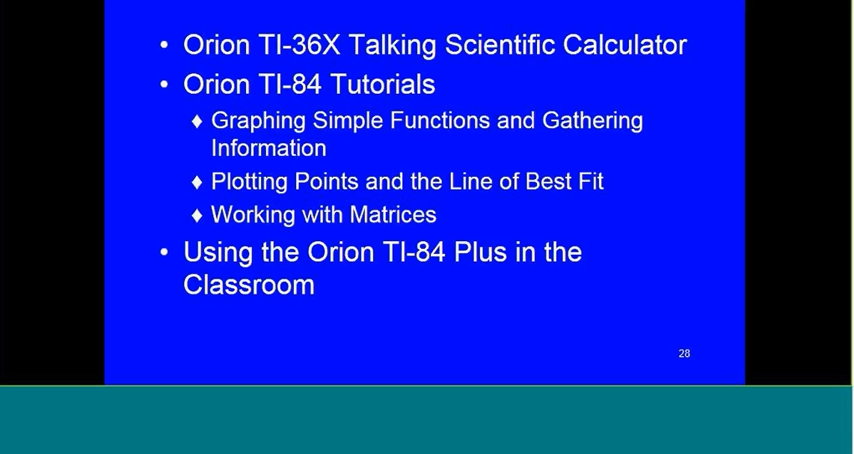 • Orion TI-36X Talking Scientific Calculator
• Orion TI-84 Tutorials
♦ Graphing Simple Functions and Gathering
Information
♦ Plotting Points and the Line of Best Fit
♦ Working with Matrices
• Using the Orion TI-84 Plus in the
Classroom
28